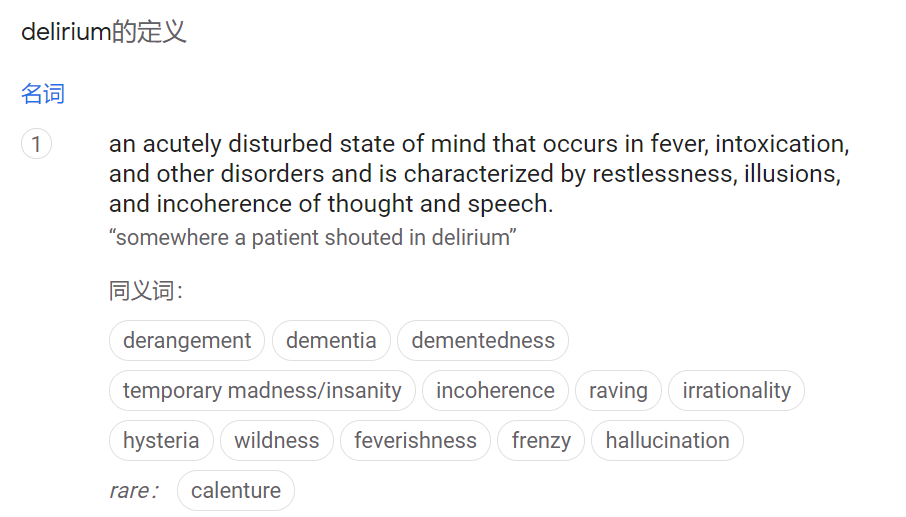 delirium的定义
名词
1 an acutely disturbed state of mind that occurs in fever, intoxication,
and other disorders and is characterized by restlessness, illusions,
and incoherence of thought and speech.
“somewhere a patient shouted in delirium”
同义词：
derangement dementia dementedness
temporary madness/insanity incoherence raving irrationality
hysteria wildness feverishness frenzy hallucination
rare： calenture